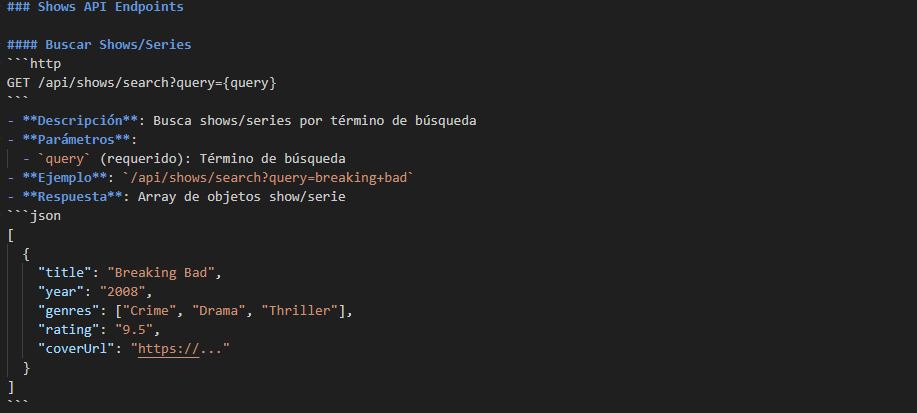 ### Shows API Endpoints
#### Buscar Shows/Series
```http
GET /api/shows/search?query={query}
```
- **Descripción**: Busca shows/series por término de búsqueda
- **Parámetros**:
  - `query` (requerido): Término de búsqueda
- **Ejemplo**: `/api/shows/search?query=breaking+bad`
- **Respuesta**: Array de objetos show/serie
```json
[
  {
    "title": "Breaking Bad",
    "year": "2008",
    "genres": ["Crime", "Drama", "Thriller"],
    "rating": "9.5",
    "coverUrl": "https://..."
  }
]
```